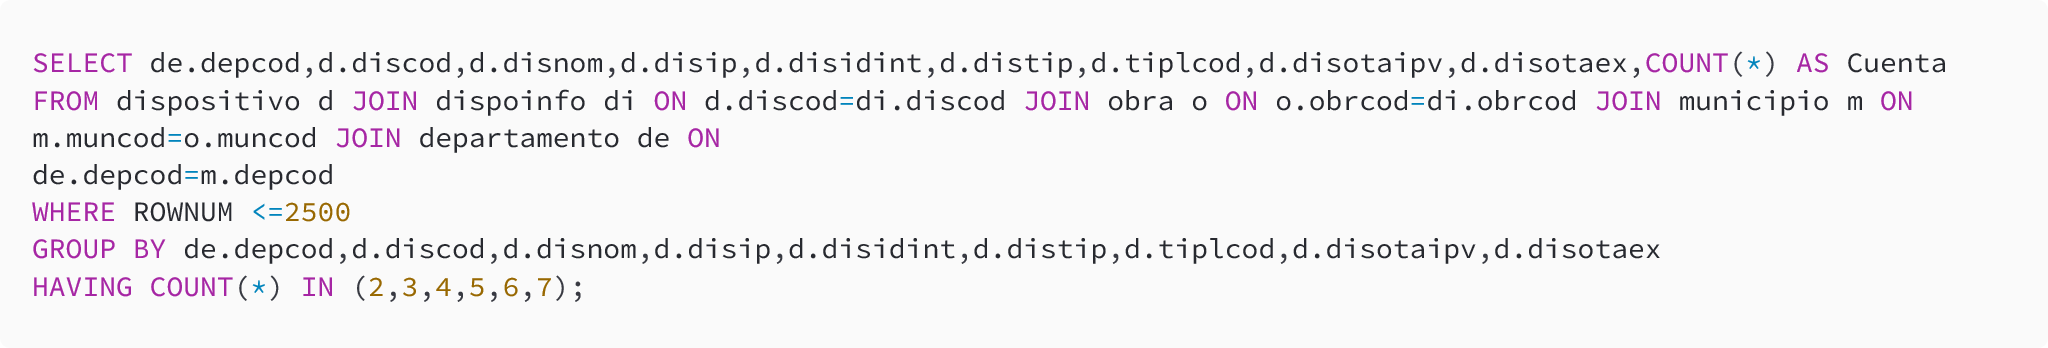 SELECT de.depcod,d.discod,d.disnom,d.disip,d.disidint,d.distip,d.tiplcod,d.disotaipv,d.disotaex,COUNT(*) AS Cuenta
FROM dispositivo d JOIN dispoinfo di ON d.discod=di.discod JOIN obra o ON o.obrcod=di.obrcod JOIN municipio m ON
m.muncod=o.muncod JOIN departamento de ON
de.depcod=m.depcod
WHERE ROWNUM <=2500
GROUP BY de.depcod,d.discod,d.disnom,d.disip,d.disidint,d.distip,d.tiplcod,d.disotaipv,d.disotaex
HAVING COUNT(*) IN (2,3,4,5,6,7);